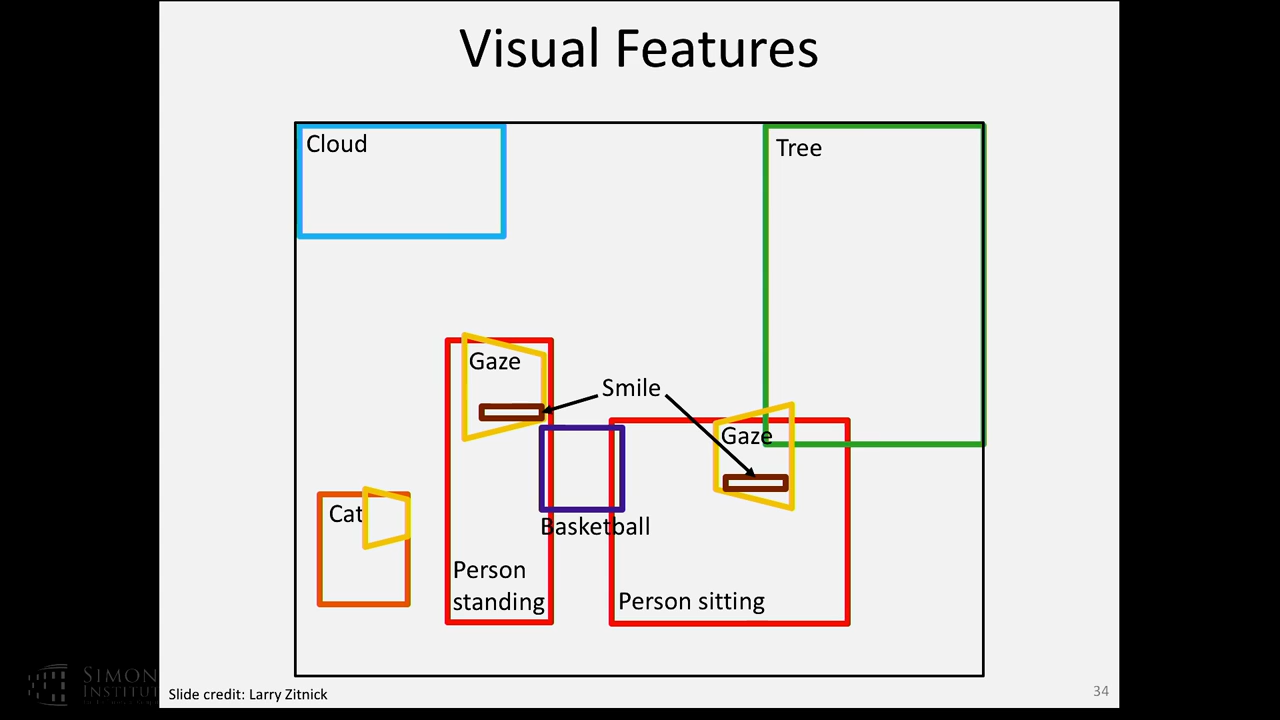 Visual Features
Cloud
Tree
Gaze
Smile
Gaze
Cat
Basketball
Person
standing
Person sitting
SIMON
INSTITU
Slide credit: Larry Zitnick
34